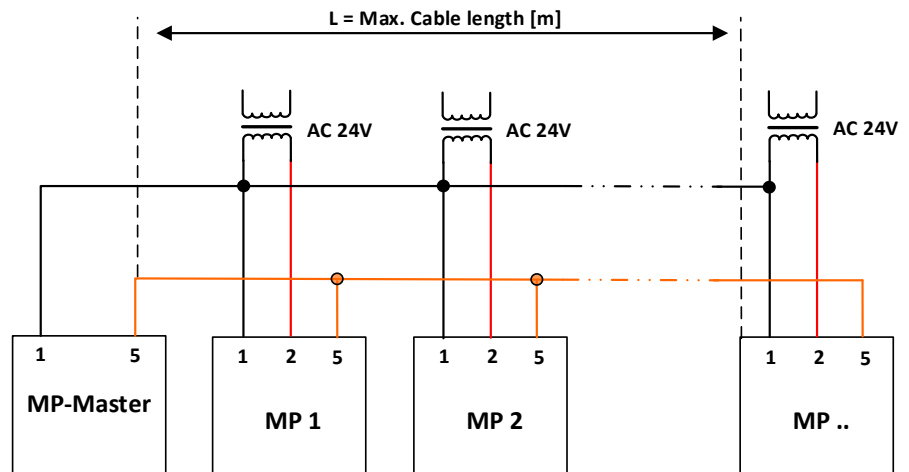 L = Max. Cable length [m]
AC 24V
AC 24V
AC 24V
1 5
MP-Master
1 2 5
MP 1
1 2 5
MP 2
1 2 5
MP ..